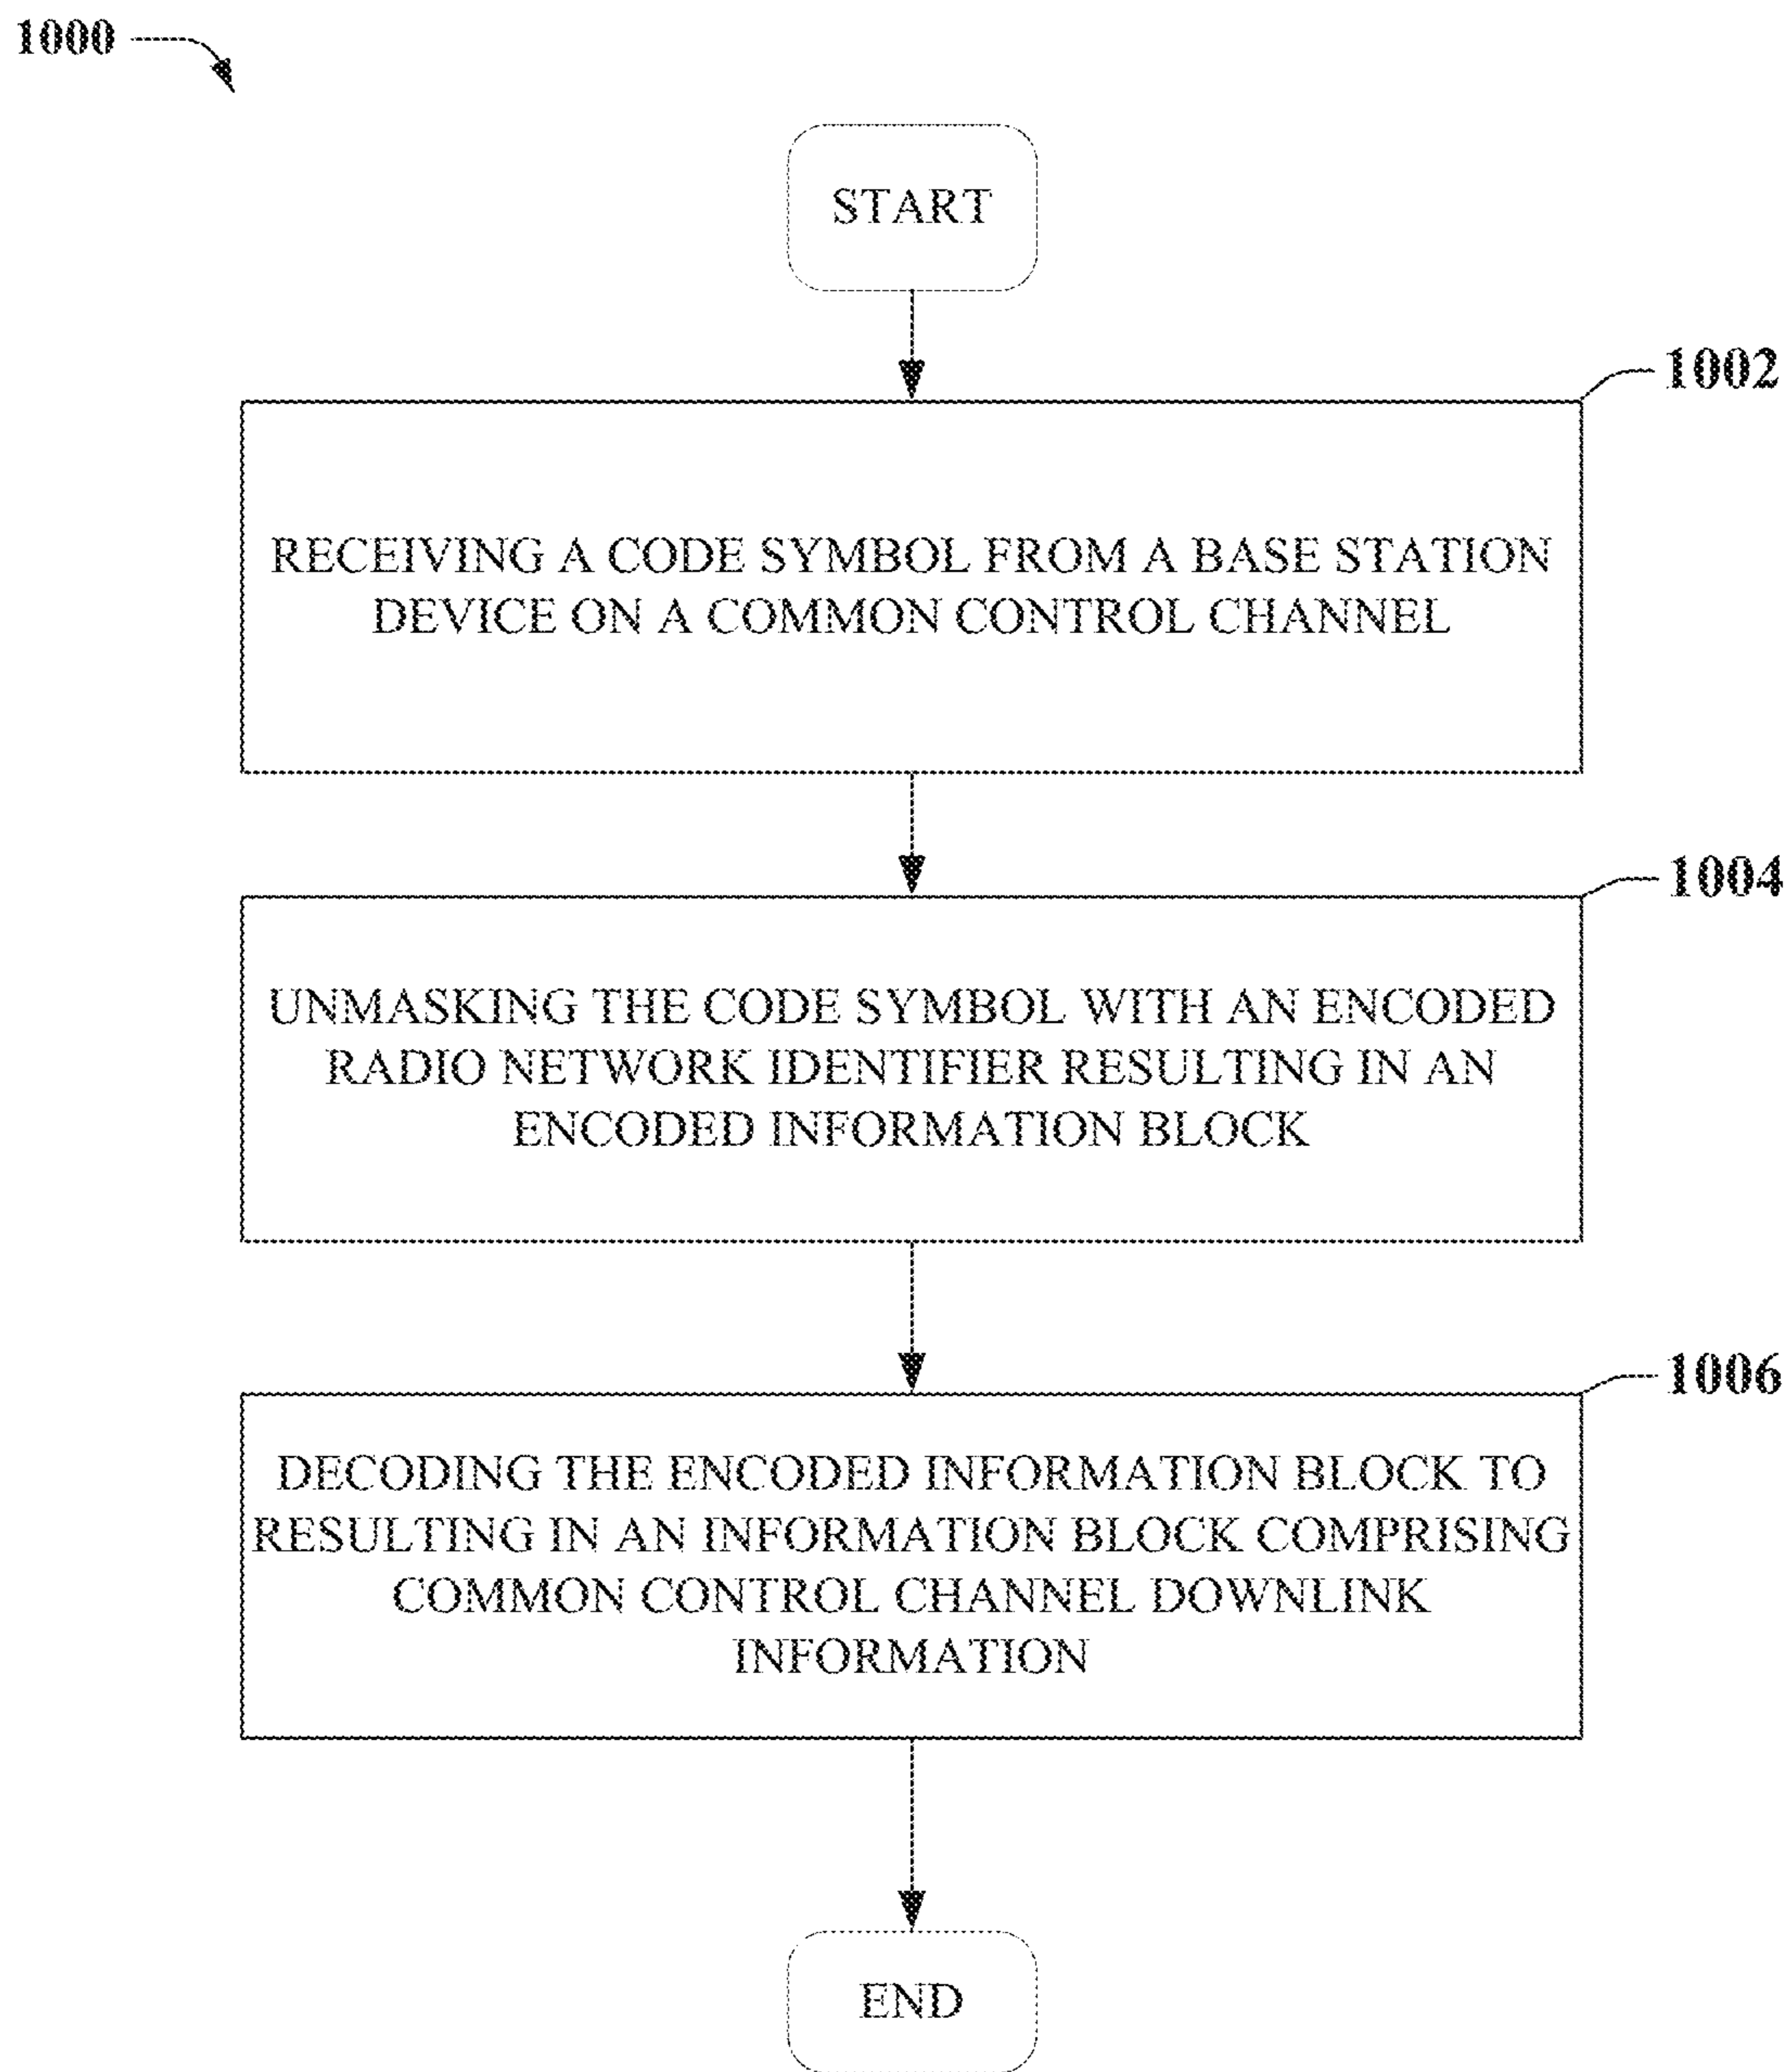 1000
START
1002
RECEIVING A CODE SYMBOL FROM A BASE STATION
DEVICE ON A COMMON CONTROL CHANNEL
1004
UNMASKING THE CODE SYMBOL WITH AN ENCODED
RADIO NETWORK IDENTIFIER RESULTING IN AN
ENCODED INFORMATION BLOCK
1006
DECODING THE ENCODED INFORMATION BLOCK TO
RESULTING IN AN INFORMATION BLOCK COMPRISING
COMMON CONTROL CHANNEL DOWNLINK
INFORMATION
END